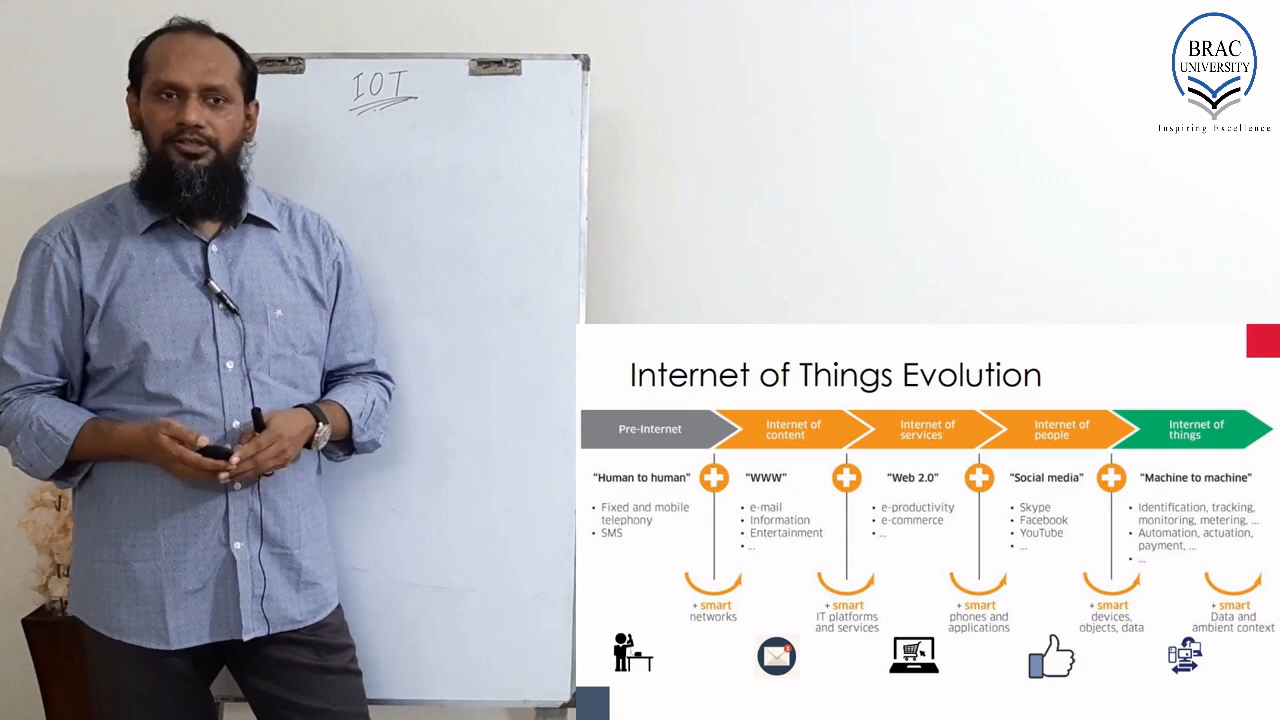 IOT
BRAC
UNIVERSITY
Inspiring Excellence
Internet of Things Evolution
Pre-Internet
Internet of
content
Internet of
services
Internet of
people
Internet of
things
"Human to human"
• Fixed and mobile
telephony
• SMS
"WWW"
• e-mail
• Information
• Entertainment
• ...
"Web 2.0"
• e-productivity
• e-commerce
• ...
"Social media"
• Skype
• Facebook
• YouTube
• ...
"Machine to machine"
• Identification, tracking,
monitoring, metering, ...
• Automation, actuation,
payment, ...
• ...
+ smart
networks
+ smart
IT platforms
and services
+ smart
phones and
applications
+ smart
devices,
objects, data
+ smart
Data and
ambient context